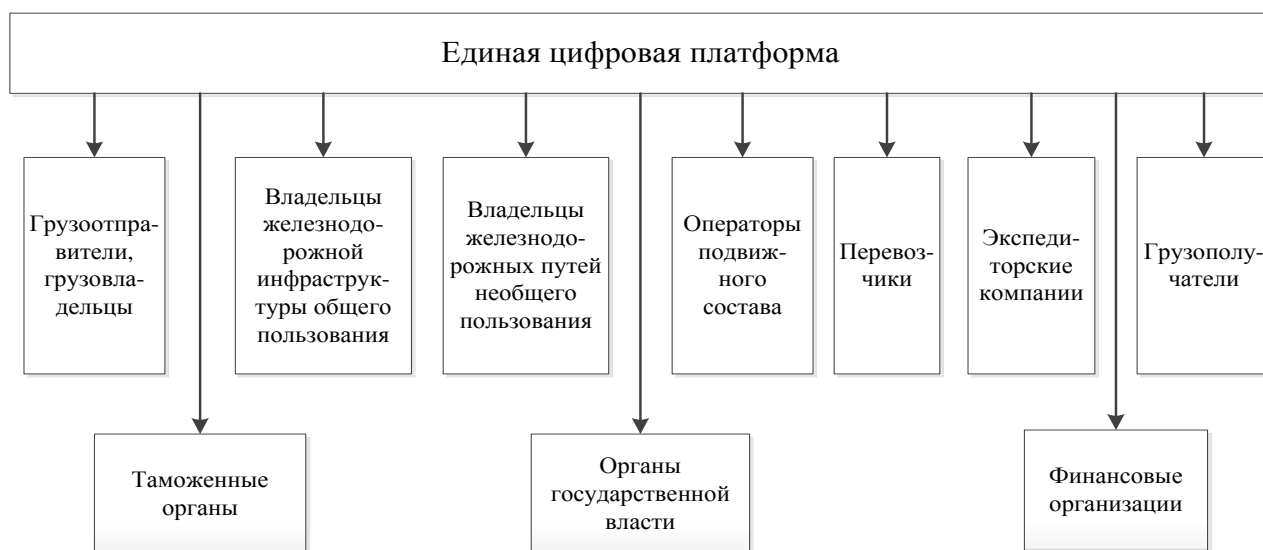 Единая цифровая платформа
Грузоотпра-
вители,
грузовла-
дельцы
Владельцы
железнодо-
рожной
инфраструк-
туры общего
пользования
Владельцы
железнодо-
рожных путей
необщего
пользования
Операторы
подвиж-
ного
состава
Перевоз-
чики
Экспеди-
торские
компании
Грузополу-
чатели
Таможенные
органы
Органы
государственной
власти
Финансовые
организации